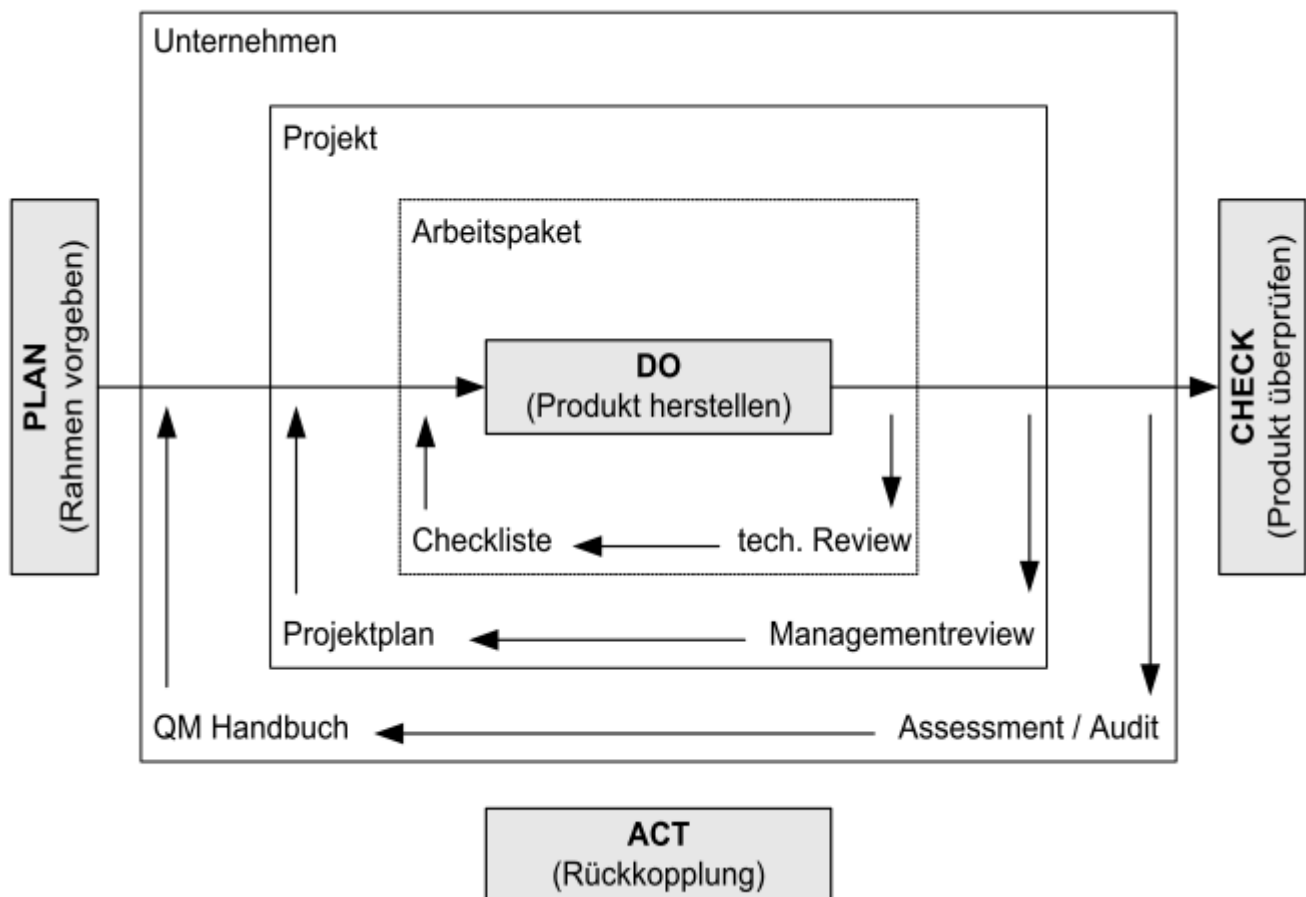 Unternehmen
Projekt
Arbeitspaket
PLAN
(Rahmen vorgeben)
DO
(Produkt herstellen)
CHECK
(Produkt überprüfen)
Checkliste
tech. Review
Projektplan
Managementreview
QM Handbuch
Assessment / Audit
ACT
(Rückkopplung)